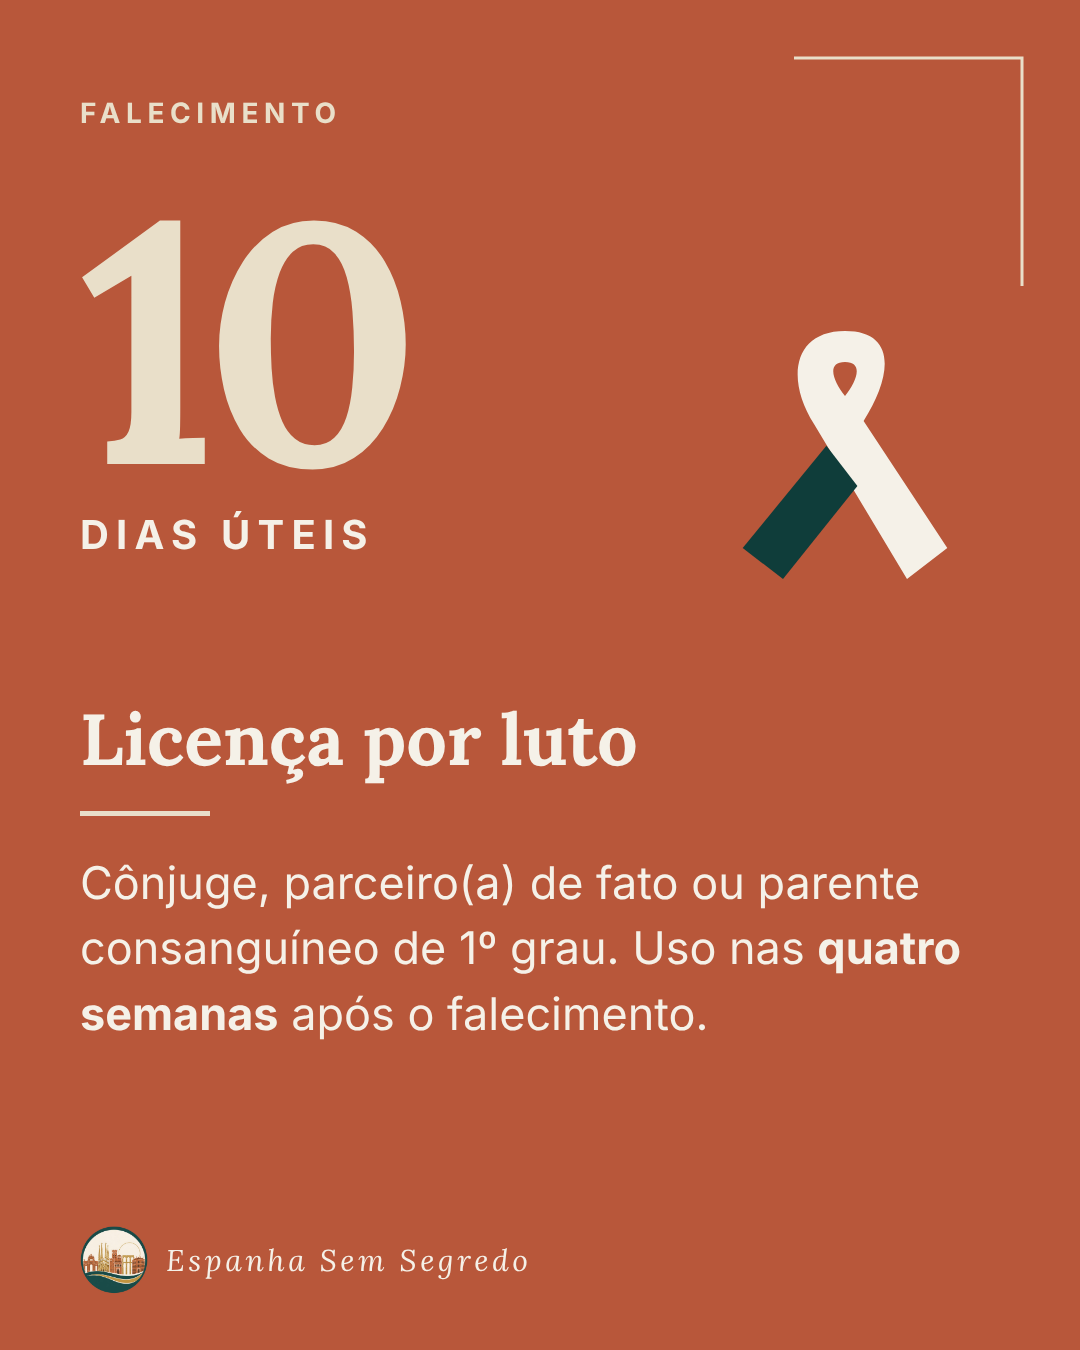 FALECIMENTO
10
DIAS ÚTEIS
Licença por luto
Cônjuge, parceiro(a) de fato ou parente
consanguíneo de 1º grau. Uso nas quatro
semanas após o falecimento.
Espanha Sem Segredo